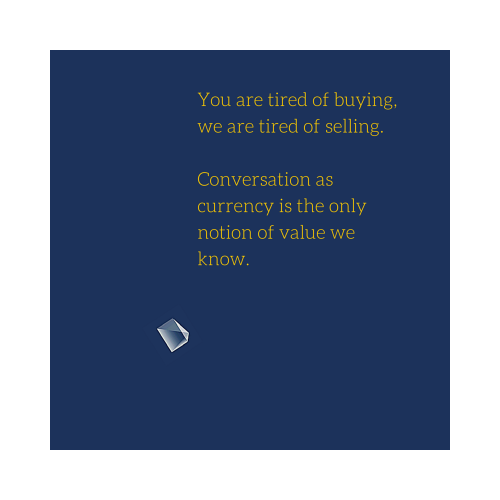 You are tired of buying,
we are tired of selling.
Conversation as
currency is the only
notion of value we
know.